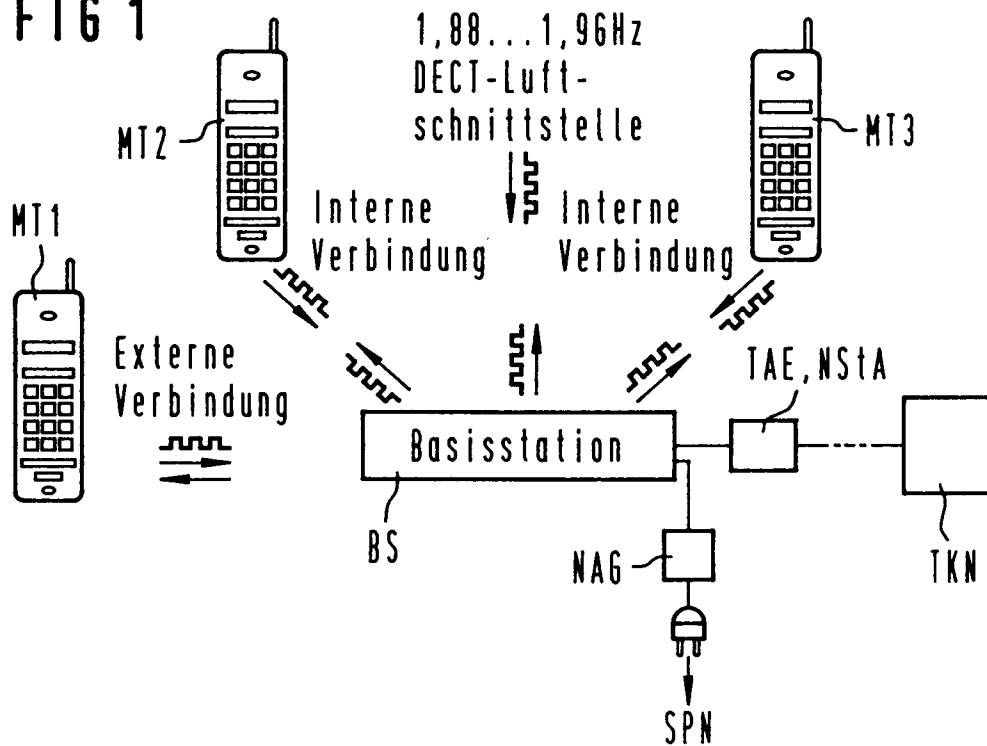 FIG 1
1,88...1,96Hz
DECT-Luft-
schnittstelle
MT2
MT3
MT1
Interne
Verbindung
Interne
Verbindung
Externe
Verbindung
TAE,NStA
Basisstation
BS
NAG
TKN
SPN